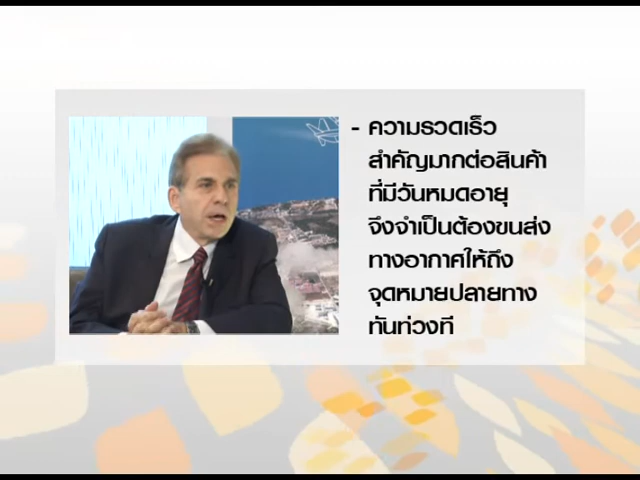 - ความรวดเร็ว
สำคัญมากต่อสินค้า
ที่มีวันหมดอายุ
จึงจำเป็นต้องขนส่ง
ทางอากาศให้ถึง
จุดหมายปลายทาง
ทันท่วงที